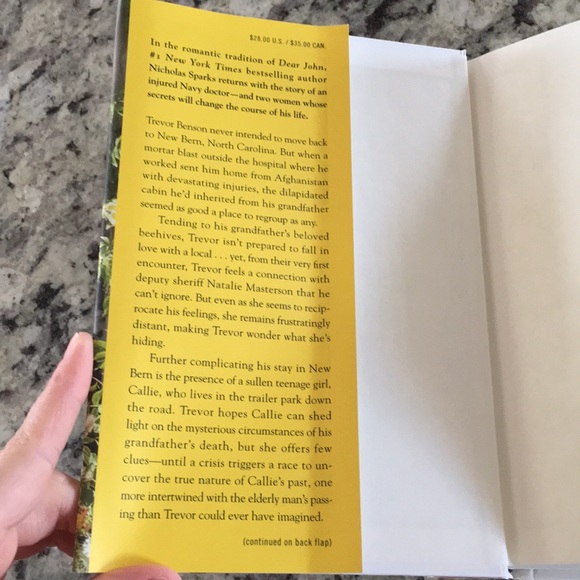 $28.00 U.S. / $35.00 CAN.
In the romantic tradition of Dear John,
#1 New York Times bestselling author
Nicholas Sparks returns with the story of an
injured Navy doctor—and two women whose
secrets will change the course of his life.
Trevor Benson never intended to move back
to New Bern, North Carolina. But when a
mortar blast outside the hospital where he
worked sent him home from Afghanistan
with devastating injuries, the dilapidated
cabin he'd inherited from his grandfather
seemed as good a place to regroup as any.
Tending to his grandfather's beloved
beehives, Trevor isn't prepared to fall in
love with a local . . . yet, from their very first
encounter, Trevor feels a connection with
deputy sheriff Natalie Masterson that he
can't ignore. But even as she seems to recip-
rocate his feelings, she remains frustratingly
distant, making Trevor wonder what she's
hiding.
Further complicating his stay in New
Bern is the presence of a sullen teenage girl,
Callie, who lives in the trailer park down
the road. Trevor hopes Callie can shed
light on the mysterious circumstances of his
grandfather's death, but she offers few
clues—until a crisis triggers a race to un-
cover the true nature of Callie's past, one
more intertwined with the elderly man's pass-
ing than Trevor could ever have imagined.
(continued on back flap)